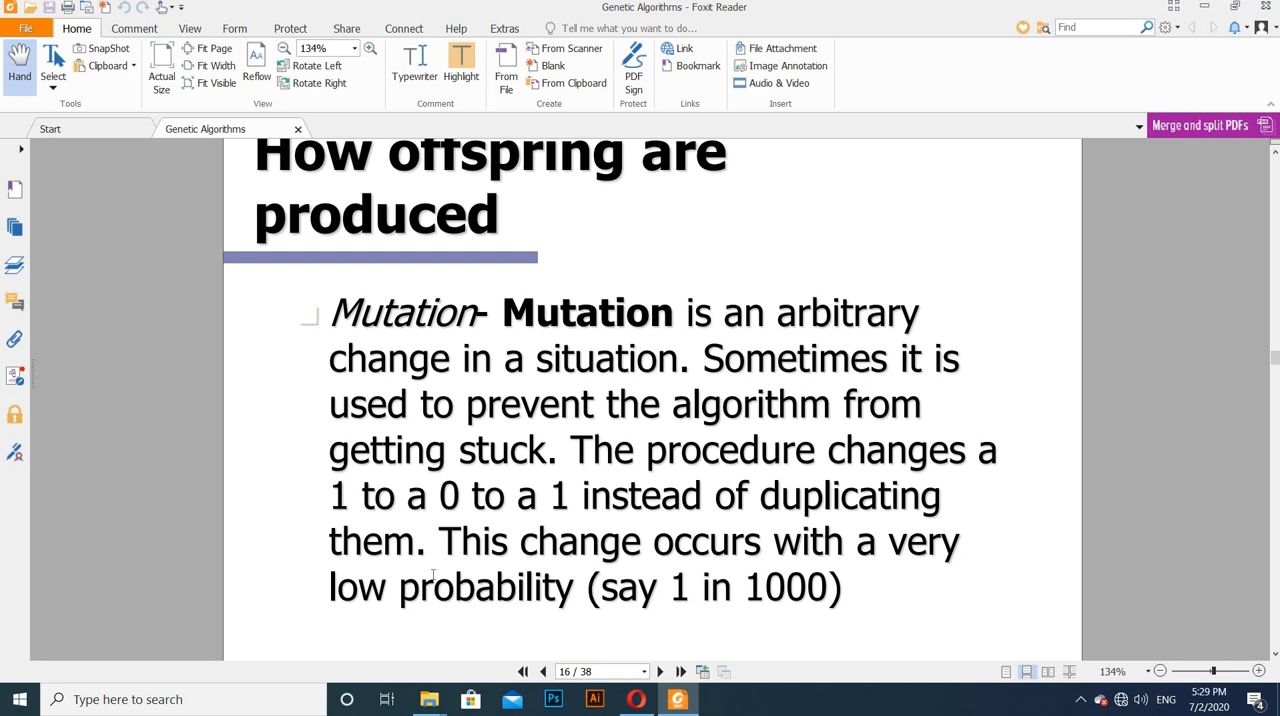 Genetic Algorithms - Foxit Reader
File Home Comment View Form Protect Share Connect Help Extras Tell me what you want to do... Find
Hand
Select
SnapShot
Clipboard
Tools
Actual
Size
Fit Page
Fit Width
Fit Visible
Reflow
134%
Rotate Left
Rotate Right
View
Typewriter
Highlight
Comment
From
File
From Scanner
Blank
From Clipboard
Create
PDF
Sign
Protect
Link
Bookmark
Links
File Attachment
Image Annotation
Audio & Video
Insert
Start
Genetic Algorithms
Merge and split PDFs
How offspring are
produced
Mutation- Mutation is an arbitrary
change in a situation. Sometimes it is
used to prevent the algorithm from
getting stuck. The procedure changes a
1 to a 0 to a 1 instead of duplicating
them. This change occurs with a very
low probability (say 1 in 1000)
16 / 38
134%
Type here to search
Ps
Ai
ENG
5:29 PM
7/2/2020
4